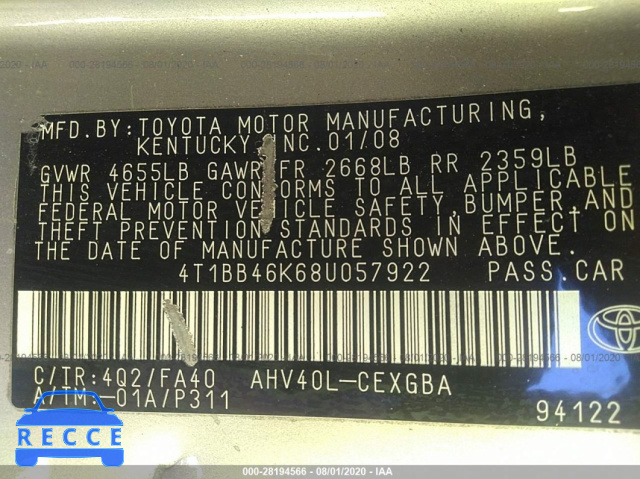 MFD.BY:TOYOTA MOTOR MANUFACTURING,
KENTUCKY INC. 01/08
GVWR 4655LB GAWR FR 2668LB RR 2359LB
THIS VEHICLE CONFORMS TO ALL APPLICABLE
FEDERAL MOTOR VEHICLE SAFETY, BUMPER, AND
THEFT PREVENTION STANDARDS IN EFFECT ON
THE DATE OF MANUFACTURE SHOWN ABOVE.
4T1BB46K68U057922 PASS.CAR
C/TR:4Q2/FA40 AHV40L-CEXGBA
A/TM:-01A/P311
94122
RECCE
000-28194566 - 08/01/2020 - IAA